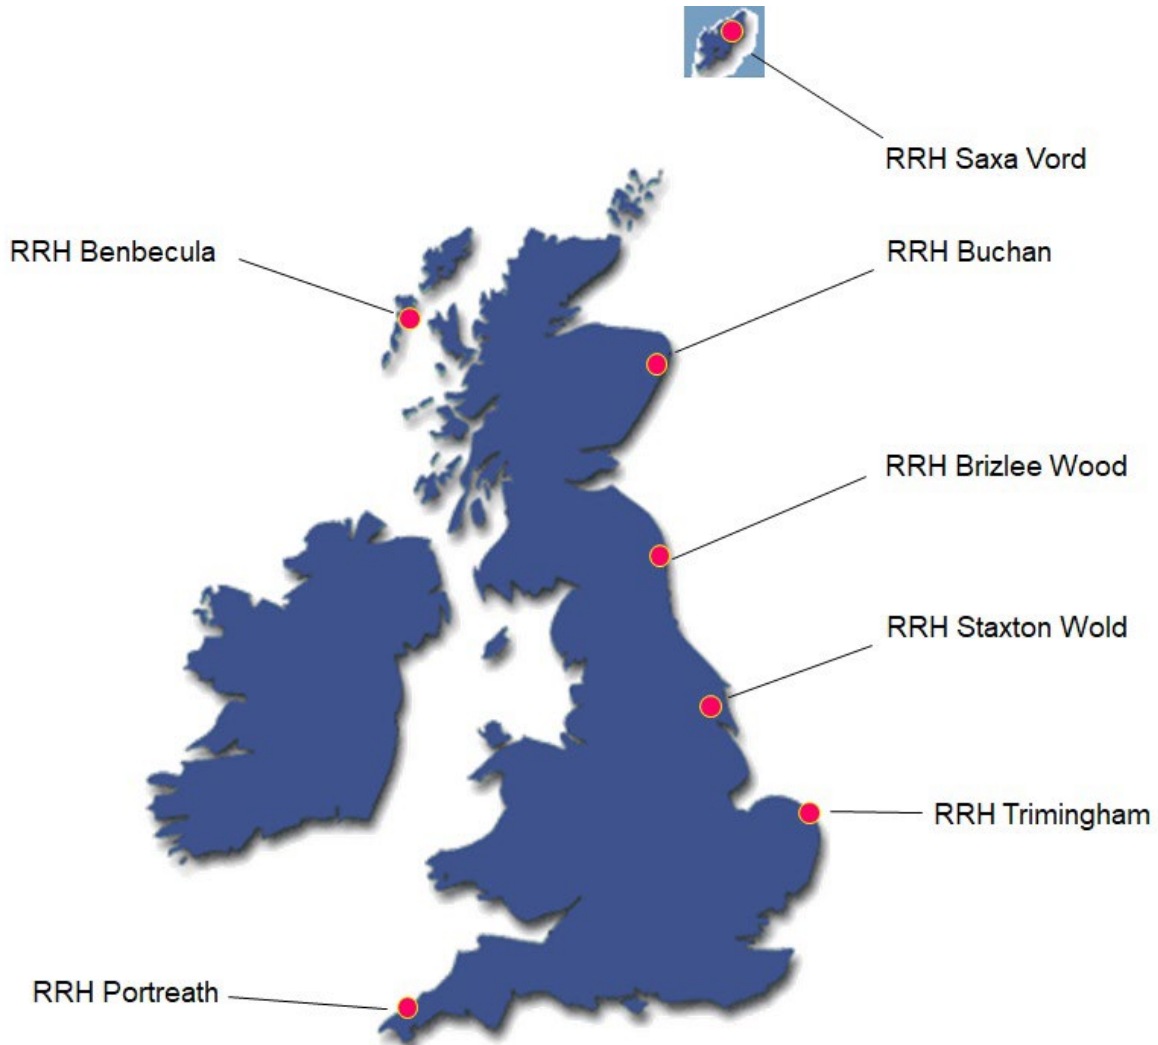 RRH Saxa Vord
RRH Benbecula
RRH Buchan
RRH Brizlee Wood
RRH Staxton Wold
RRH Trimingham
RRH Portreath